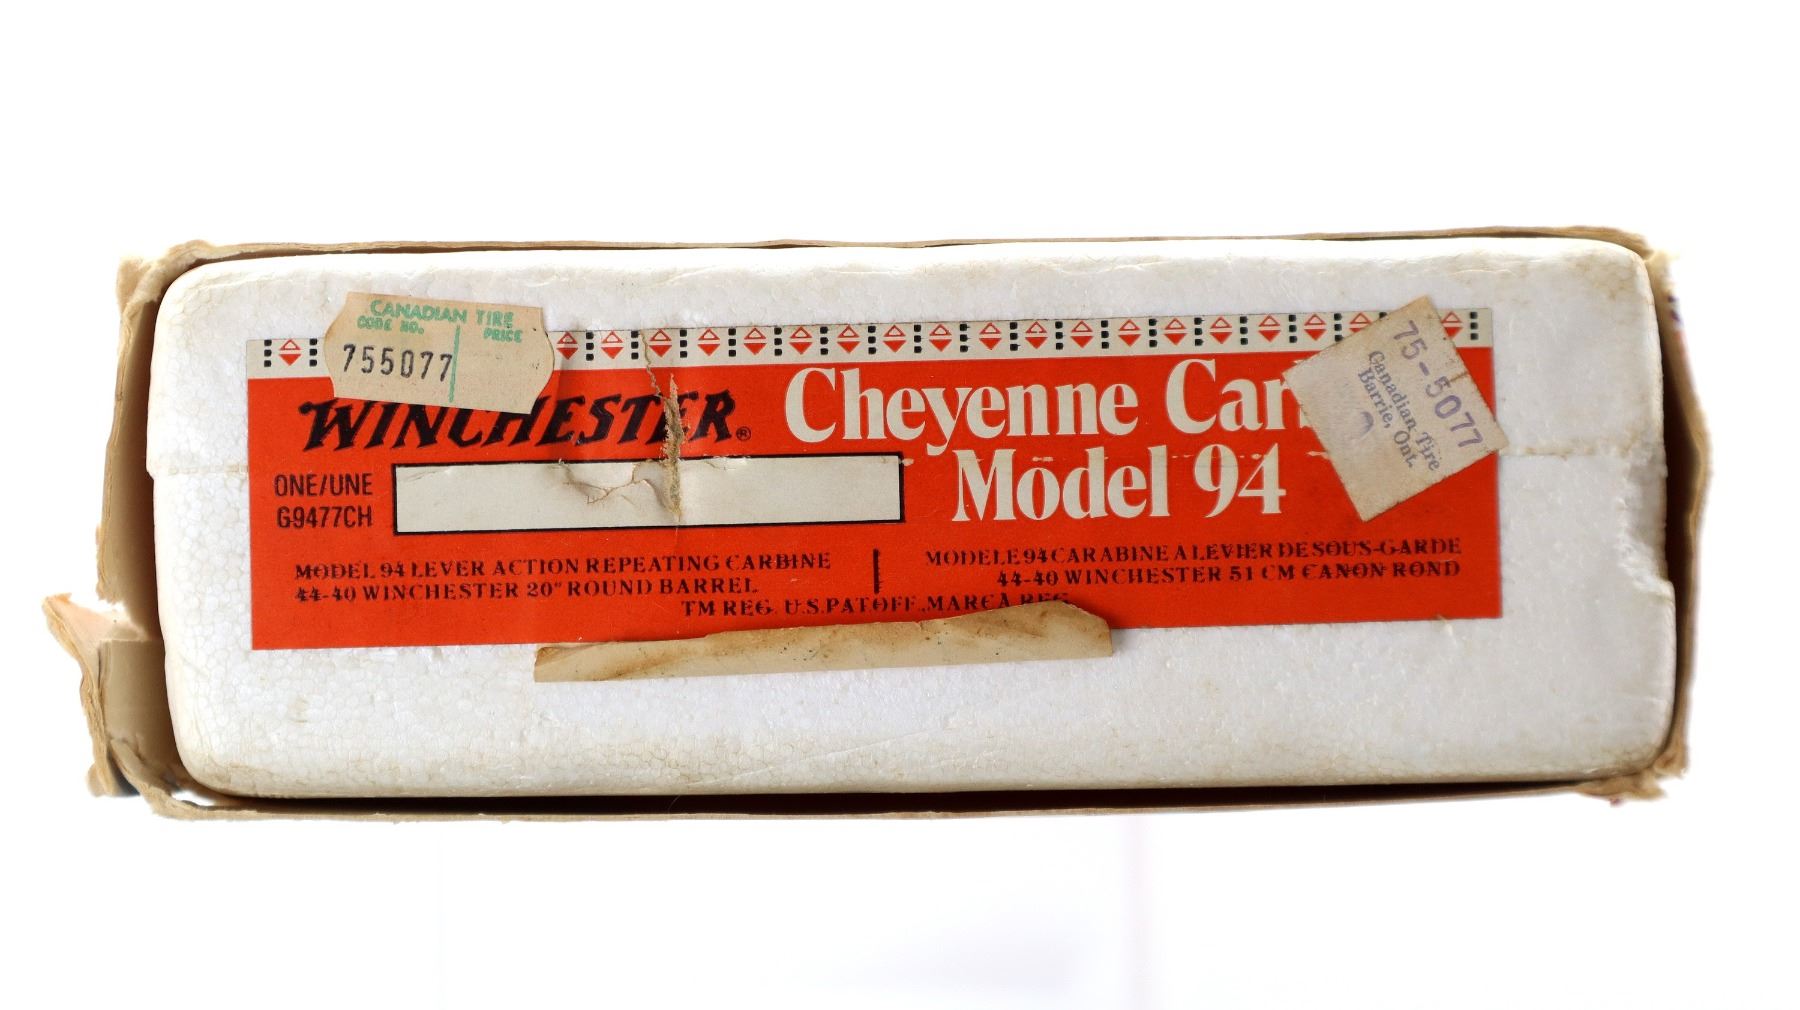 CANADIAN TIRE
CODE NO. PRICE
755077
WINCHESTER®
Cheyenne Car
Model 94
75-5077
Canadian Tire
Barrie, Ont.
ONE/UNE
G9477CH
MODEL 94 LEVER ACTION REPEATING CARBINE
44-40 WINCHESTER 20" ROUND BARREL
MODELE 94 CARABINE A LEVIER DE SOUS-GARDE
44-40 WINCHESTER 51 CM CANON ROND
TM REG. U.S. PAT. OFF. MARCA REG.